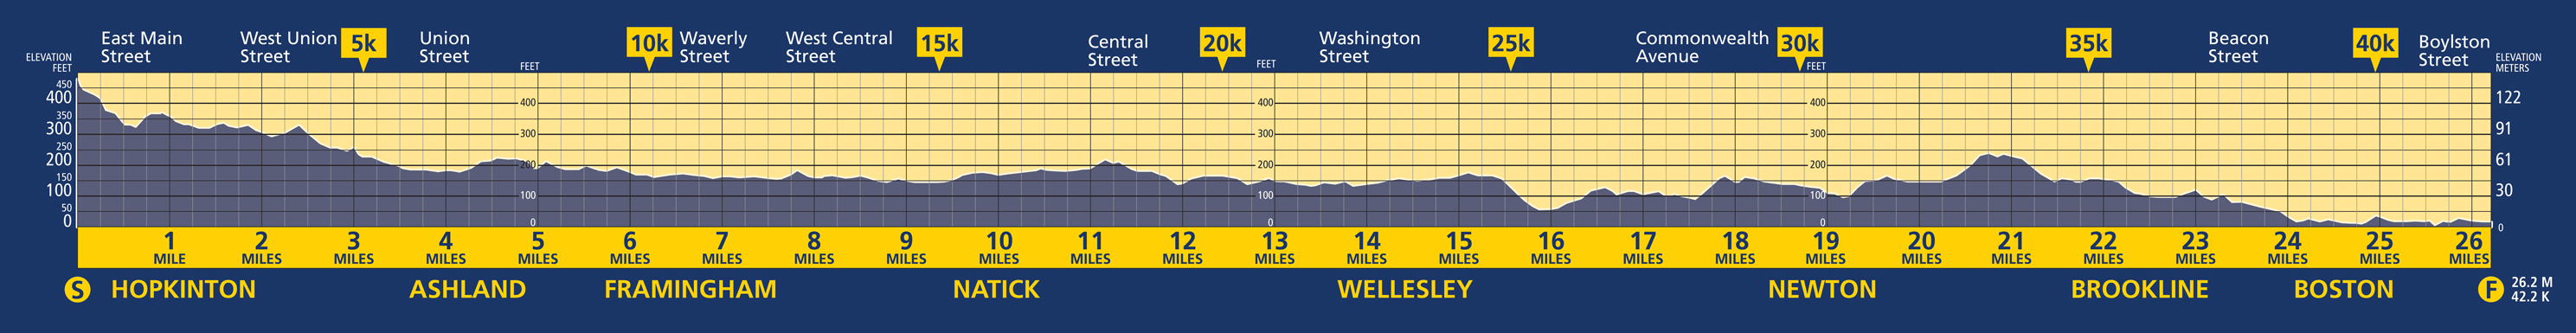 East Main
Street
West Union
Street
5k
Union
Street
10k
Waverly
Street
West Central
Street
15k
Central
Street
20k
Washington
Street
25k
Commonwealth
Avenue
30k
35k
Beacon
Street
40k
Boylston
Street
ELEVATION
FEET
FEET
FEET
FEET
ELEVATION
METERS
450
400
350
300
250
200
150
100
50
0
400
300
200
100
0
400
300
200
100
0
400
300
200
100
0
122
91
61
30
0
1 2 3 4 5 6 7 8 9 10 11 12 13 14 15 16 17 18 19 20 21 22 23 24 25 26
MILE MILES MILES MILES MILES MILES MILES MILES MILES MILES MILES MILES MILES MILES MILES MILES MILES MILES MILES MILES MILES MILES MILES MILES MILES MILES
S HOPKINTON ASHLAND FRAMINGHAM NATICK WELLESLEY NEWTON BROOKLINE BOSTON F
26.2 M
42.2 K